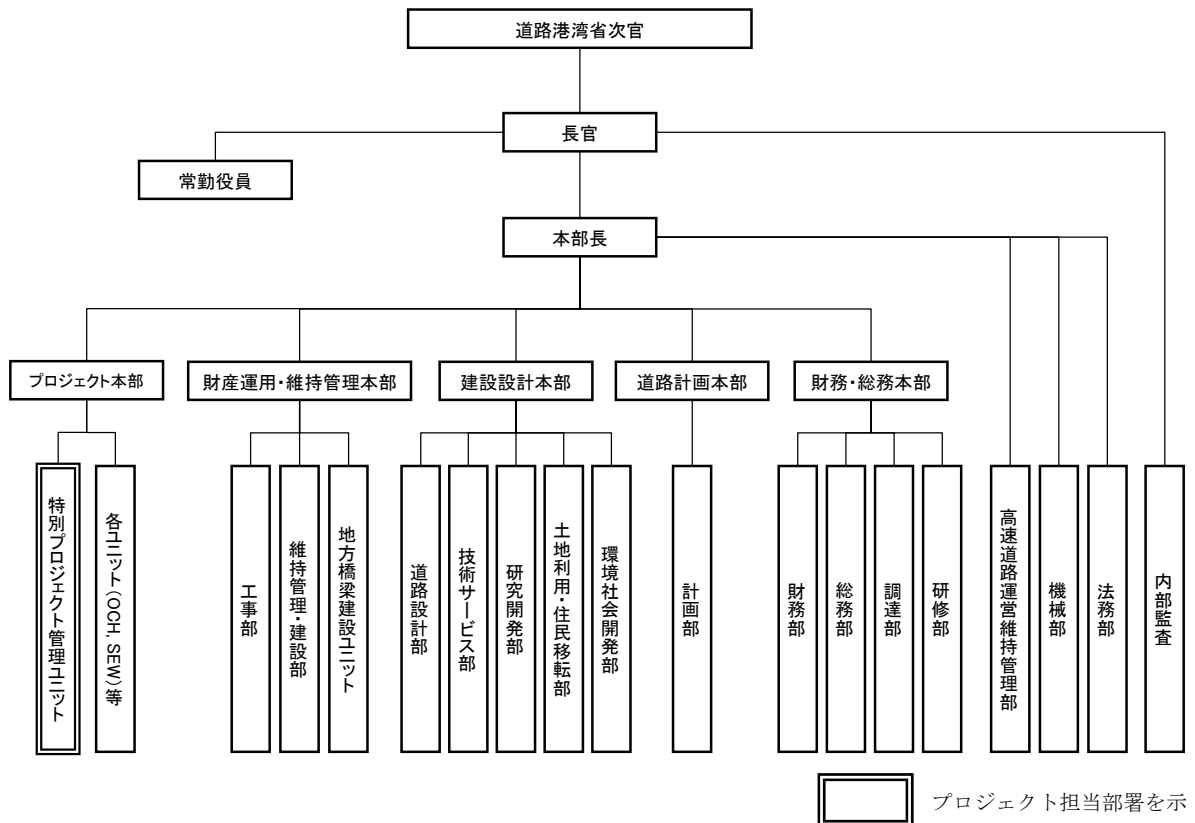 道路港湾省次官
長官
常勤役員
本部長
プロジェクト本部
財産運用・維持管理本部
建設設計本部
道路計画本部
財務・総務本部
特別プロジェクト管理ユニット
各ユニット(OCH, SEW)等
工事部
維持管理・建設部
地方橋梁建設ユニット
道路設計部
技術サービス部
研究開発部
土地利用・住民移転部
環境社会開発部
計画部
財務部
総務部
調達部
研修部
高速道路運営維持管理部
機械部
法務部
内部監査
プロジェクト担当部署を示